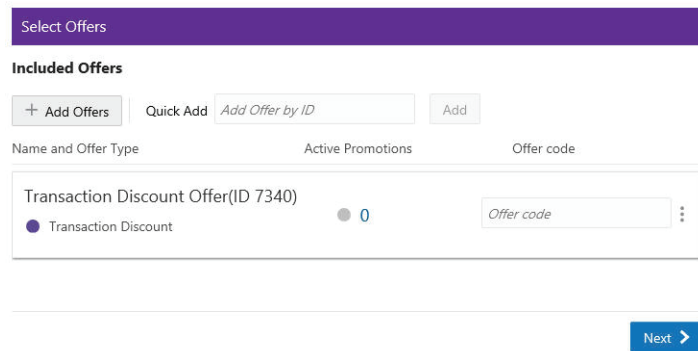 Select Offers
Included Offers
+ Add Offers Quick Add Add Offer by ID Add
Name and Offer Type Active Promotions Offer code
Transaction Discount Offer(ID 7340)
0 Offer code
Transaction Discount
Next